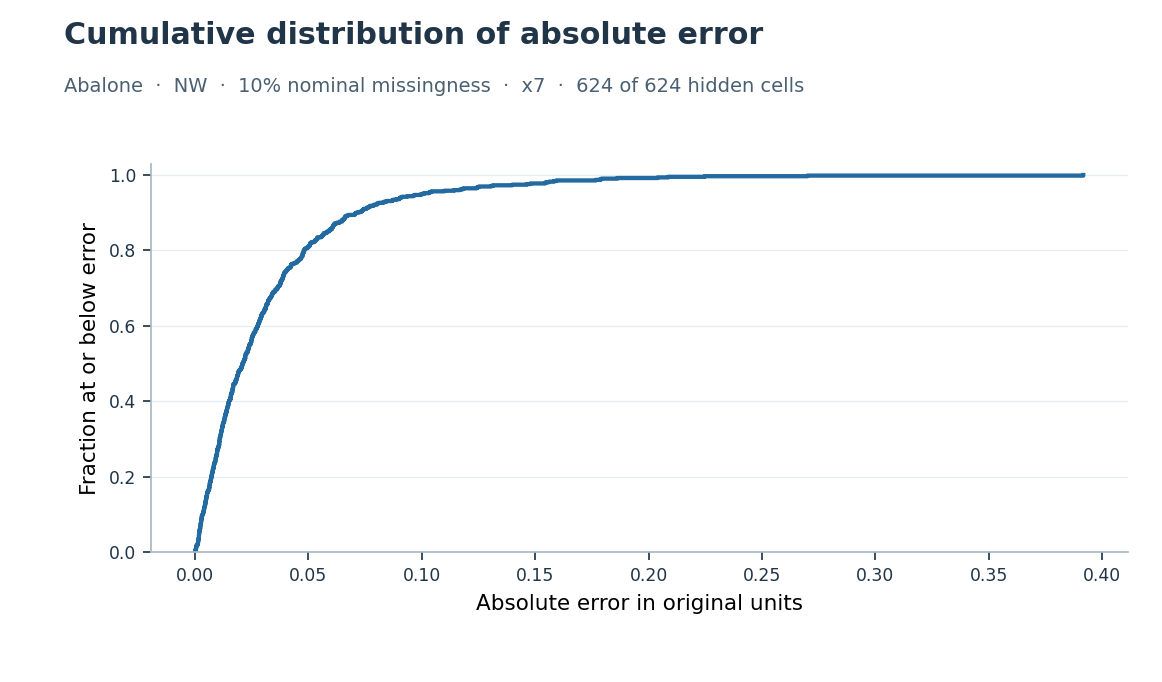 Cumulative distribution of absolute error
Abalone · NW · 10% nominal missingness · x7 · 624 of 624 hidden cells
Fraction at or below error
1.0
0.8
0.6
0.4
0.2
0.0
0.00 0.05 0.10 0.15 0.20 0.25 0.30 0.35 0.40
Absolute error in original units